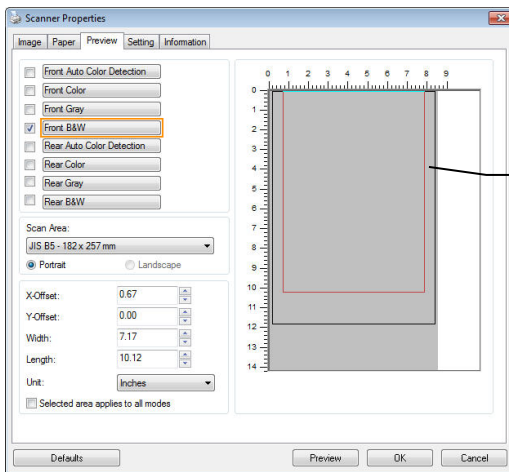 Scanner Properties
Image Paper Preview Setting Information
Front Auto Color Detection
Front Color
Front Gray
Front B&W
Rear Auto Color Detection
Rear Color
Rear Gray
Rear B&W
Scan Area:
JIS B5 - 182 x 257 mm
Portrait Landscape
X-Offset: 0.67
Y-Offset: 0.00
Width: 7.17
Length: 10.12
Unit: Inches
Selected area applies to all modes
0 1 2 3 4 5 6 7 8 9
0
1
2
3
4
5
6
7
8
9
10
11
12
13
14
Defaults Preview OK Cancel